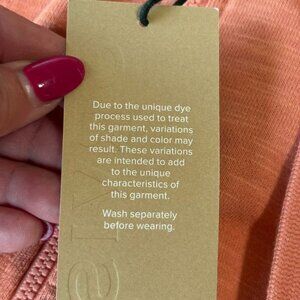 Due to the unique dye
process used to treat
this garment, variations
of shade and color may
result. These variations
are intended to add
to the unique
characteristics of
this garment.
Wash separately
before wearing.